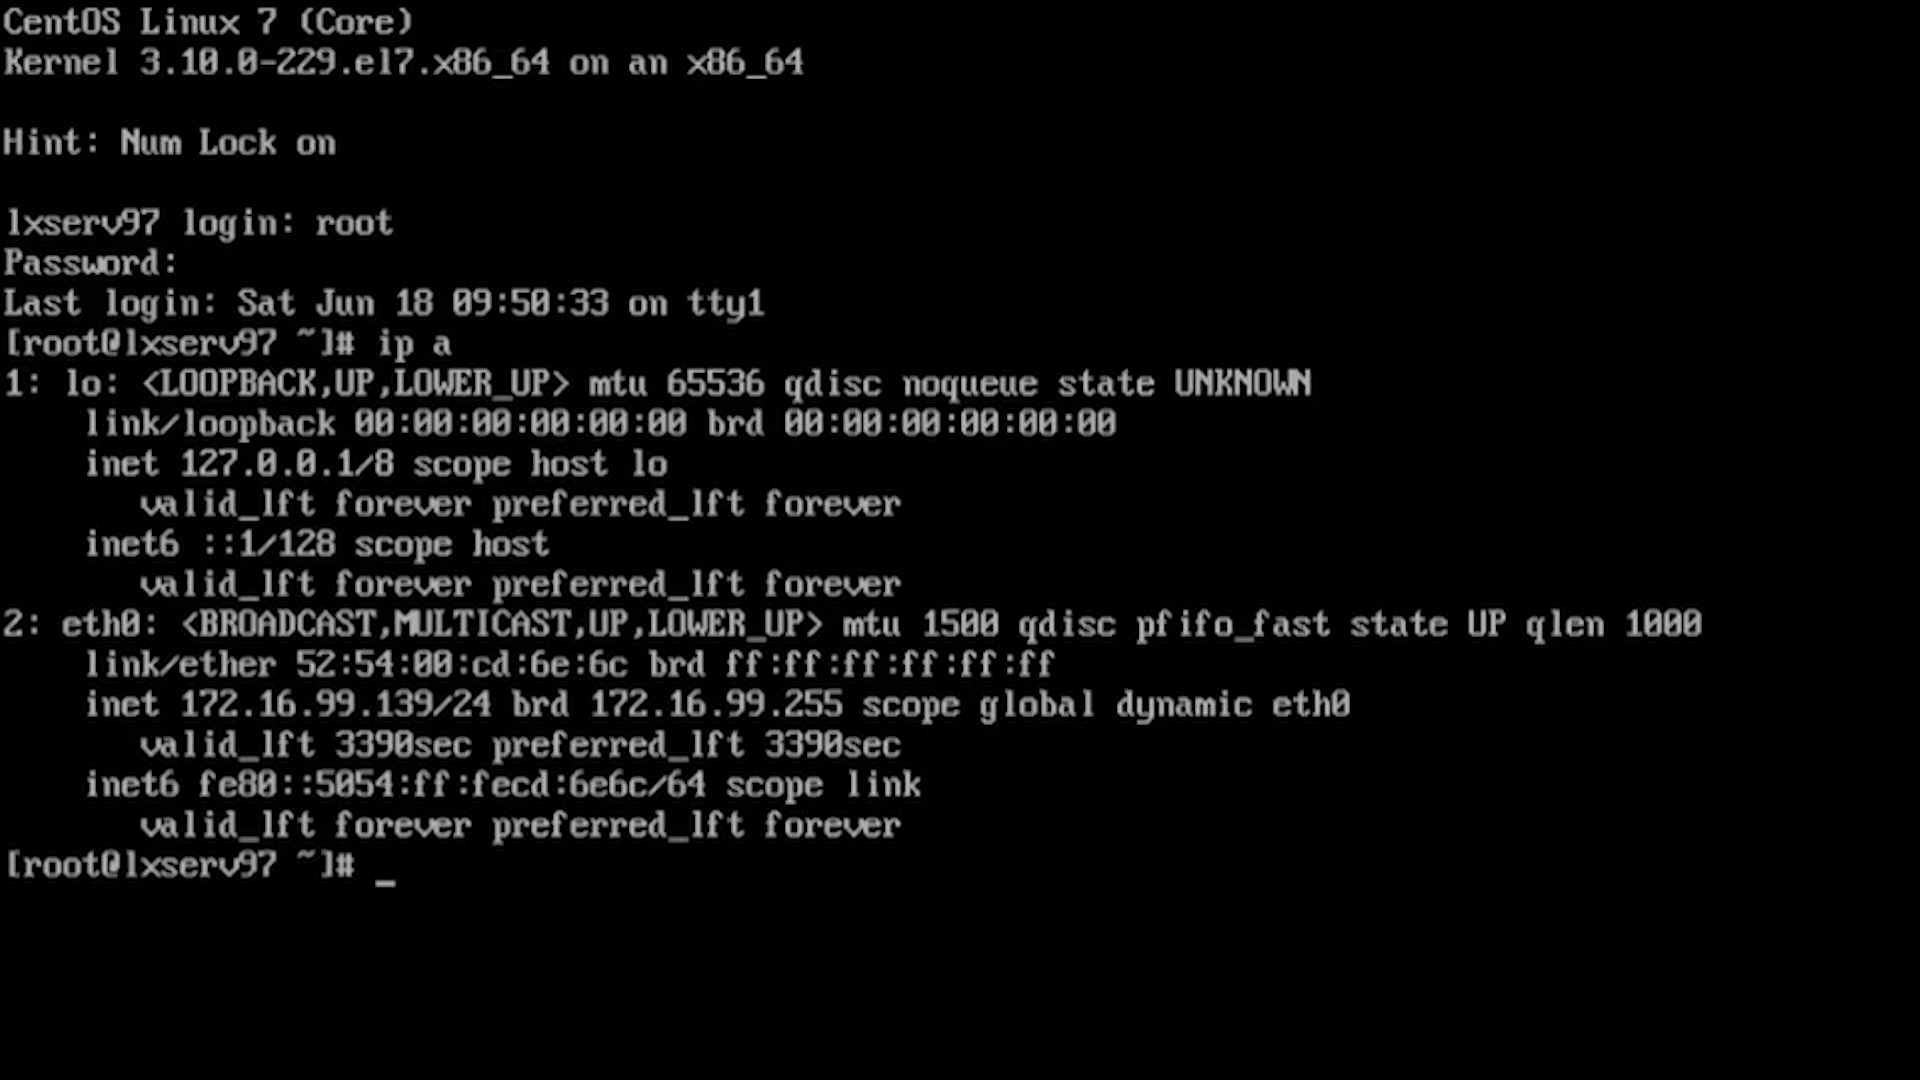 CentOS Linux 7 (Core)
Kernel 3.10.0-229.el7.x86_64 on an x86_64
Hint: Num Lock on
lxserv97 login: root
Password:
Last login: Sat Jun 18 09:50:33 on tty1
[root@lxserv97 ~]# ip a
1: lo: <LOOPBACK,UP,LOWER_UP> mtu 65536 qdisc noqueue state UNKNOWN
link/loopback 00:00:00:00:00:00 brd 00:00:00:00:00:00
inet 127.0.0.1/8 scope host lo
valid_lft forever preferred_lft forever
inet6 ::1/128 scope host
valid_lft forever preferred_lft forever
2: eth0: <BROADCAST,MULTICAST,UP,LOWER_UP> mtu 1500 qdisc pfifo_fast state UP qlen 1000
link/ether 52:54:00:cd:6e:6c brd ff:ff:ff:ff:ff:ff
inet 172.16.99.139/24 brd 172.16.99.255 scope global dynamic eth0
valid_lft 3390sec preferred_lft 3390sec
inet6 fe80::5054:ff:fecd:6e6c/64 scope link
valid_lft forever preferred_lft forever
[root@lxserv97 ~]# _